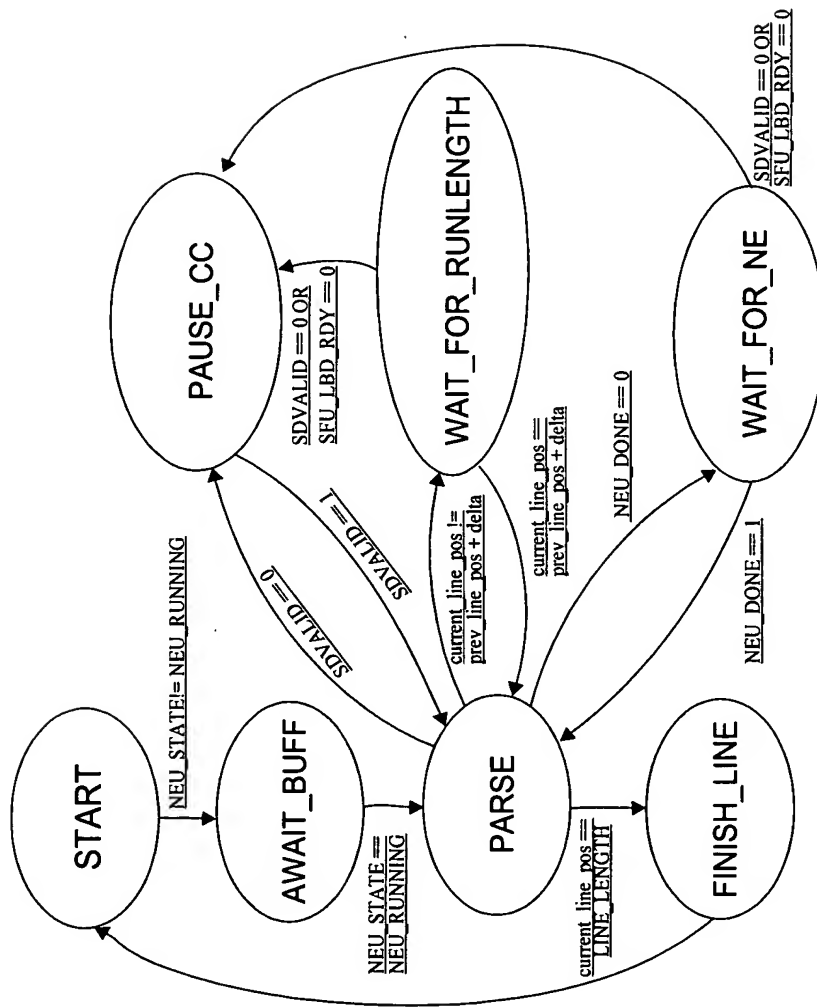 START
NEU_STATE != NEU_RUNNING
AWAIT_BUFF
NEU_STATE ==
NEU_RUNNING
PARSE
current_line_pos ==
LINE_LENGTH
FINISH_LINE
SDVALID == 0
SDVALID == 1
PAUSE_CC
SDVALID == 0 OR
SFU_LBD_RDY == 0
current_line_pos !=
prev_line_pos + delta
WAIT_FOR_RUNLENGTH
current_line_pos ==
prev_line_pos + delta
NEU_DONE == 0
NEU_DONE == 1
WAIT_FOR_NE
SDVALID == 0 OR
SFU_LBD_RDY == 0